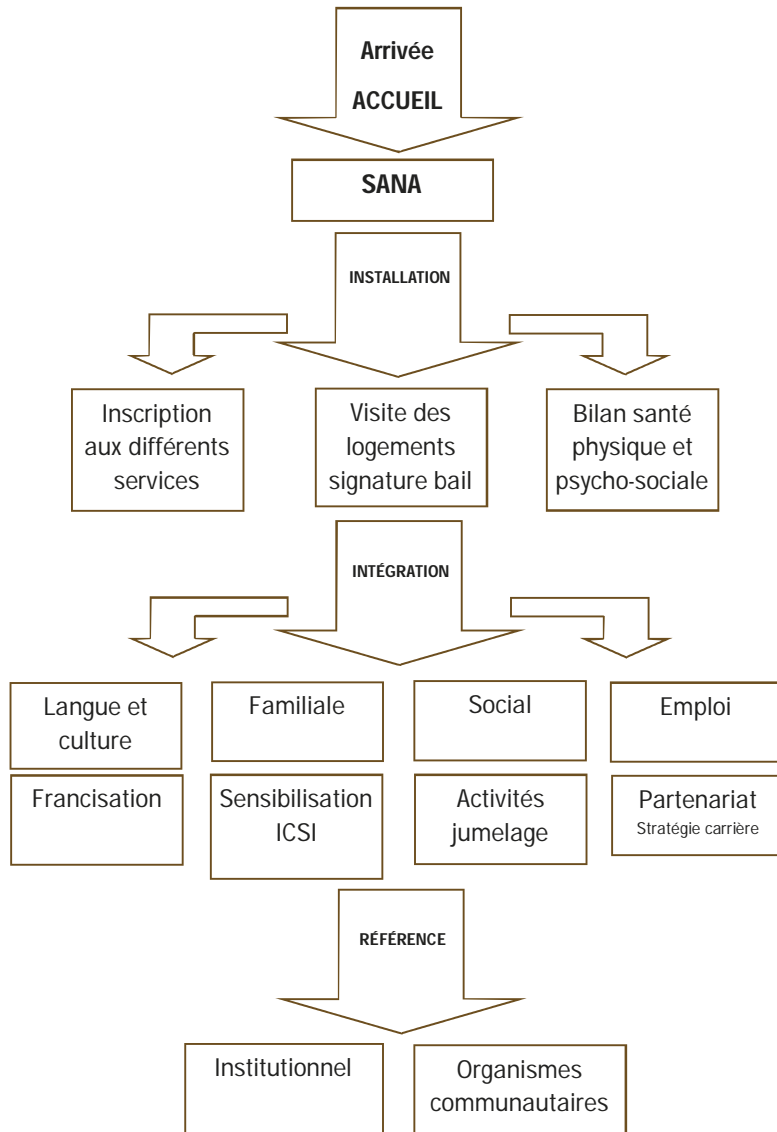 Arrivée
ACCUEIL
SANA
INSTALLATION
Inscription
aux différents
services
Visite des
logements
signature bail
Bilan santé
physique et
psycho-sociale
INTÉGRATION
Langue et
culture
Familiale
Social
Emploi
Francisation
Sensibilisation
ICSI
Activités
jumelage
Partenariat
Stratégie carrière
RÉFÉRENCE
Institutionnel
Organismes
communautaires